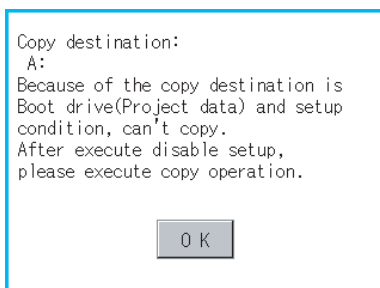 Copy destination:
A:
Because of the copy destination is
Boot drive(Project data) and setup
condition, can't copy.
After execute disable setup,
please execute copy operation.
O K